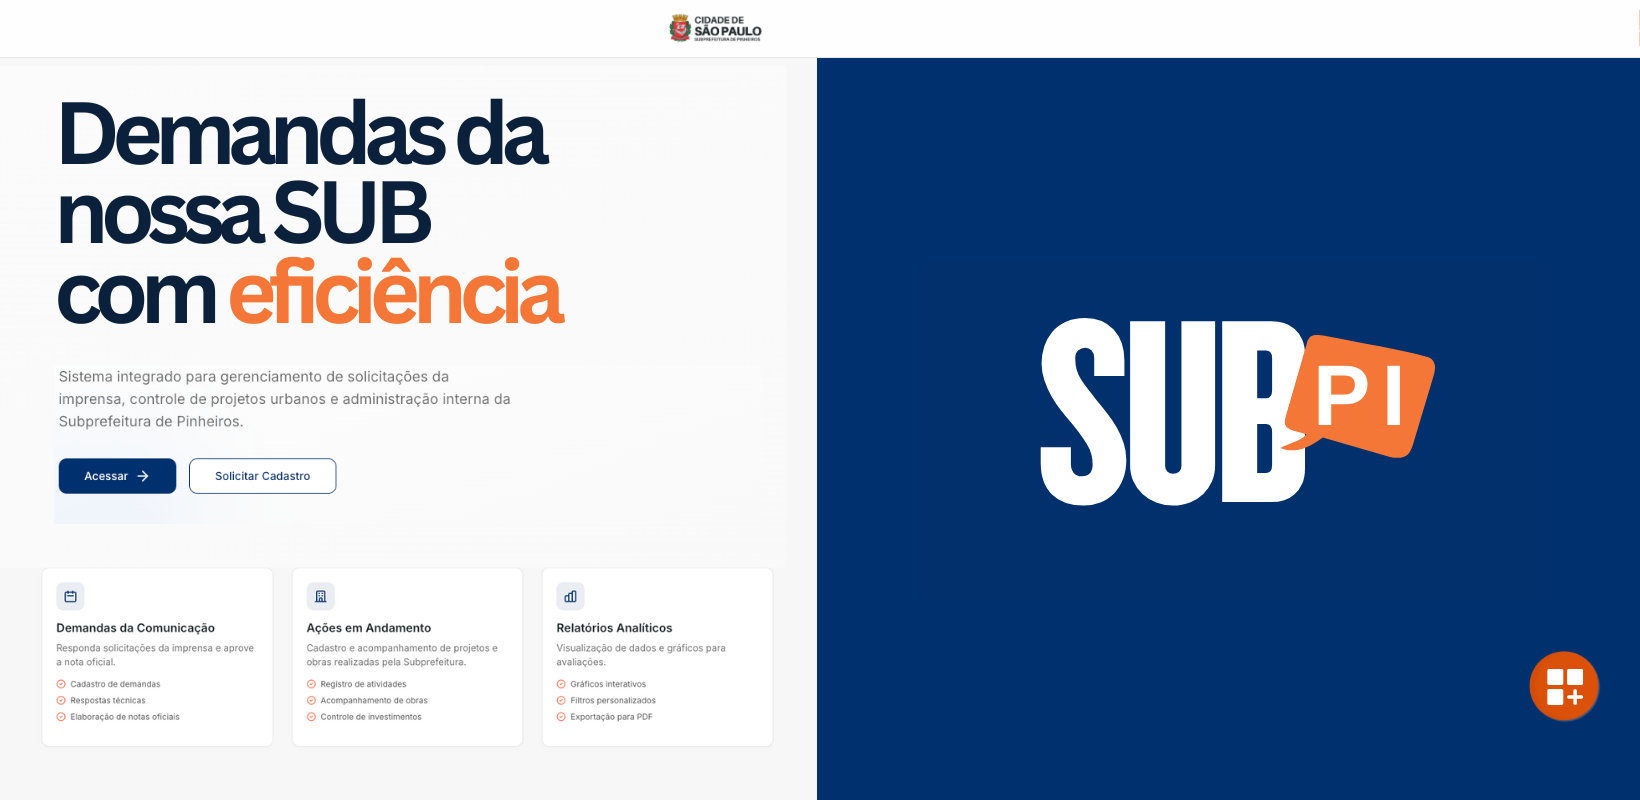 CIDADE DE
SÃO PAULO
SUBPREFEITURA DE PINHEIROS
Demandas da
nossa SUB
com eficiência
Sistema integrado para gerenciamento de solicitações da
imprensa, controle de projetos urbanos e administração interna da
Subprefeitura de Pinheiros.
Acessar
Solicitar Cadastro
SUB
PI
Demandas da Comunicação
Responda solicitações da imprensa e aprove
a nota oficial.
Cadastro de demandas
Respostas técnicas
Elaboração de notas oficiais
Ações em Andamento
Cadastro e acompanhamento de projetos e
obras realizadas pela Subprefeitura.
Registro de atividades
Acompanhamento de obras
Controle de investimentos
Relatórios Analíticos
Visualização de dados e gráficos para
avaliações.
Gráficos interativos
Filtros personalizados
Exportação para PDF